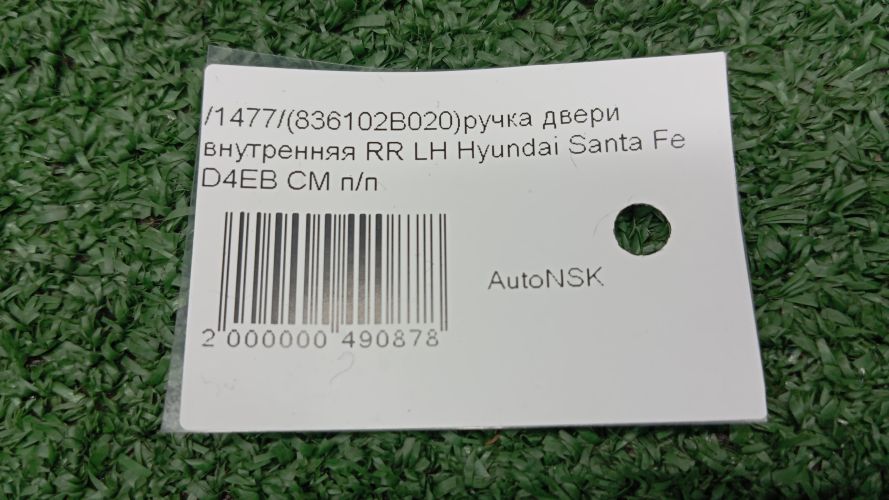 /1477/(836102B020)ручка двери
внутренняя RR LH Hyundai Santa Fe
D4EB CM п/п
AutoNSK
2 000000 490878